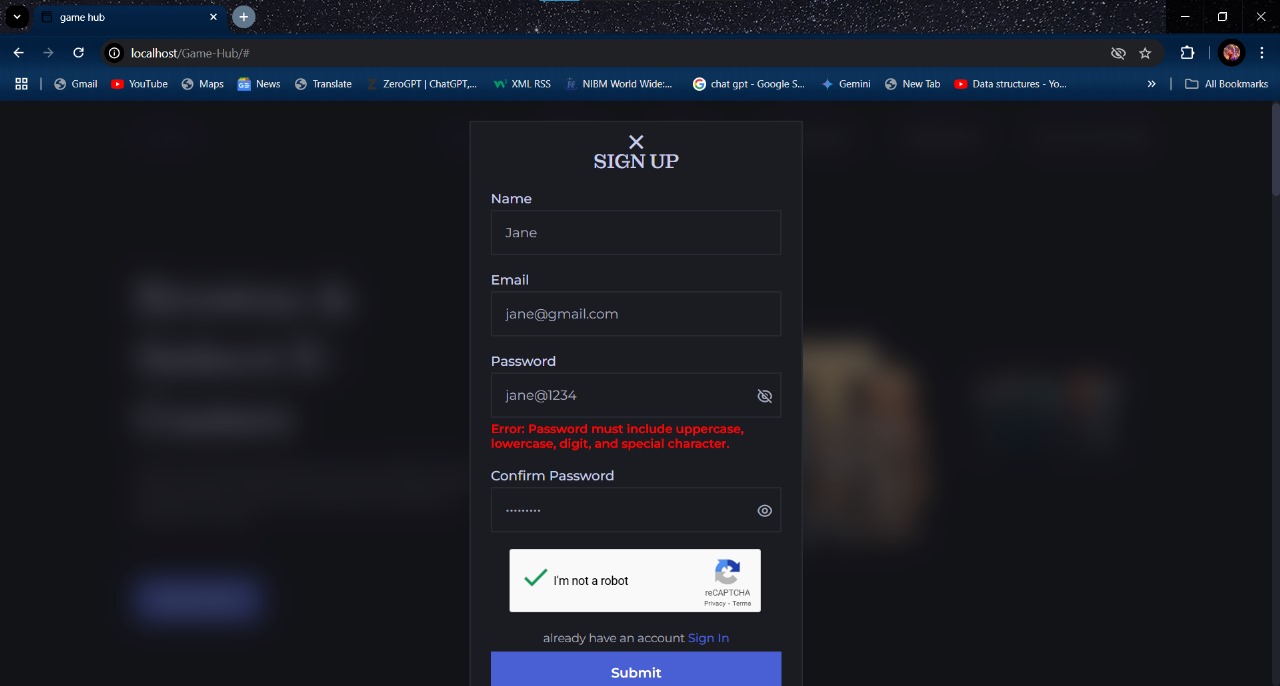 game hub
localhost/Game-Hub/#
Gmail YouTube Maps News Translate ZeroGPT | ChatGPT,... XML RSS NIBM World Wide:... chat gpt - Google S... Gemini New Tab Data structures - Yo... » All Bookmarks
SIGN UP
Name
Jane
Email
jane@gmail.com
Password
jane@1234
Error: Password must include uppercase,
lowercase, digit, and special character.
Confirm Password
•••••••••
I'm not a robot
reCAPTCHA
Privacy - Terms
already have an account Sign In
Submit